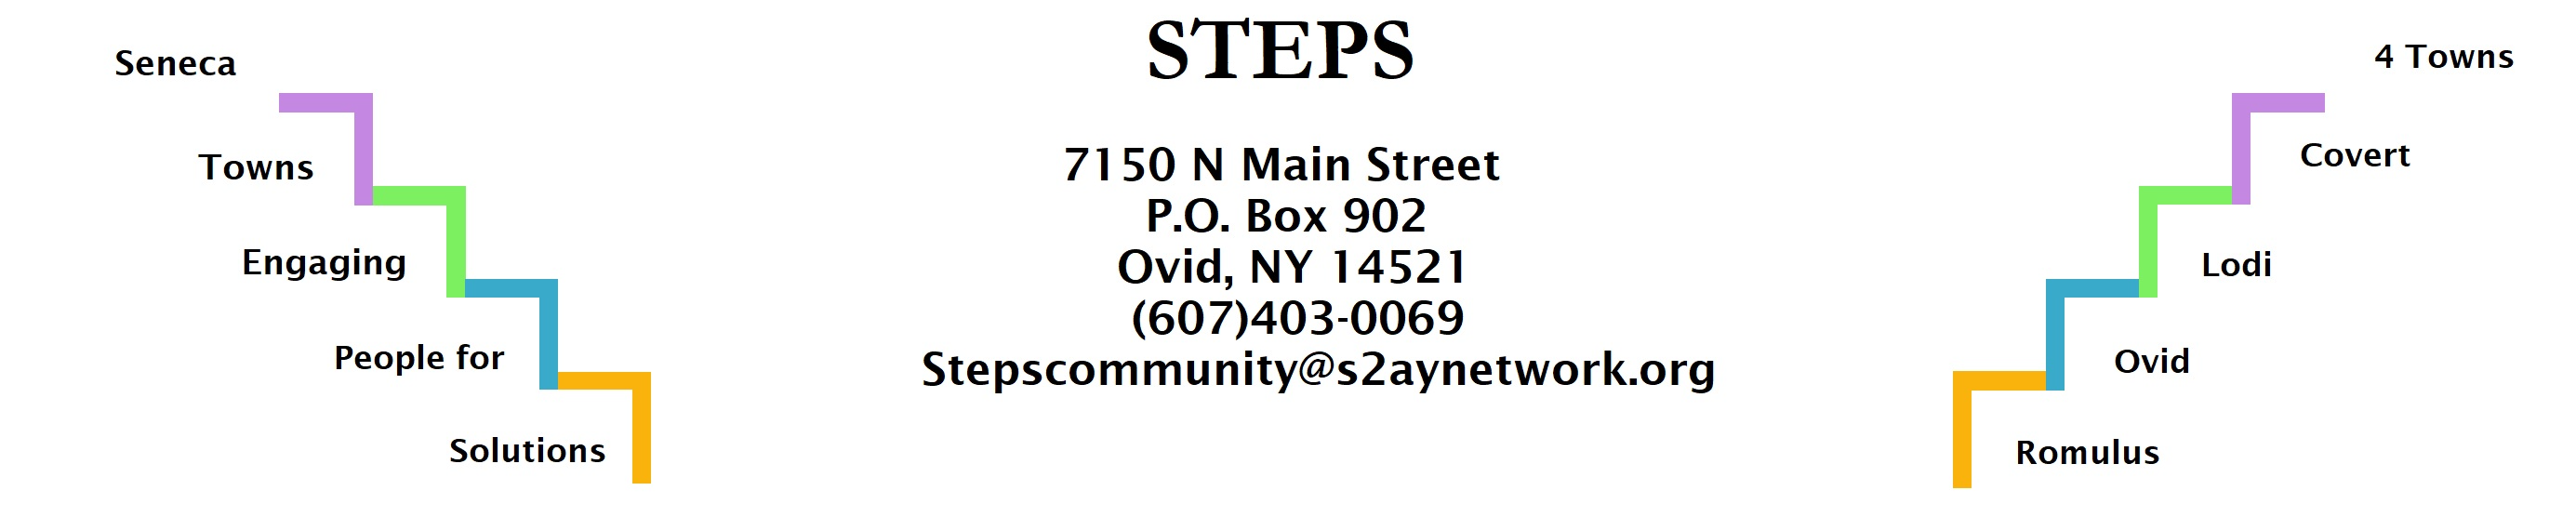 Seneca
Towns
Engaging
People for
Solutions
STEPS
7150 N Main Street
P.O. Box 902
Ovid, NY 14521
(607)403-0069
Stepscommunity@s2aynetwork.org
4 Towns
Covert
Lodi
Ovid
Romulus